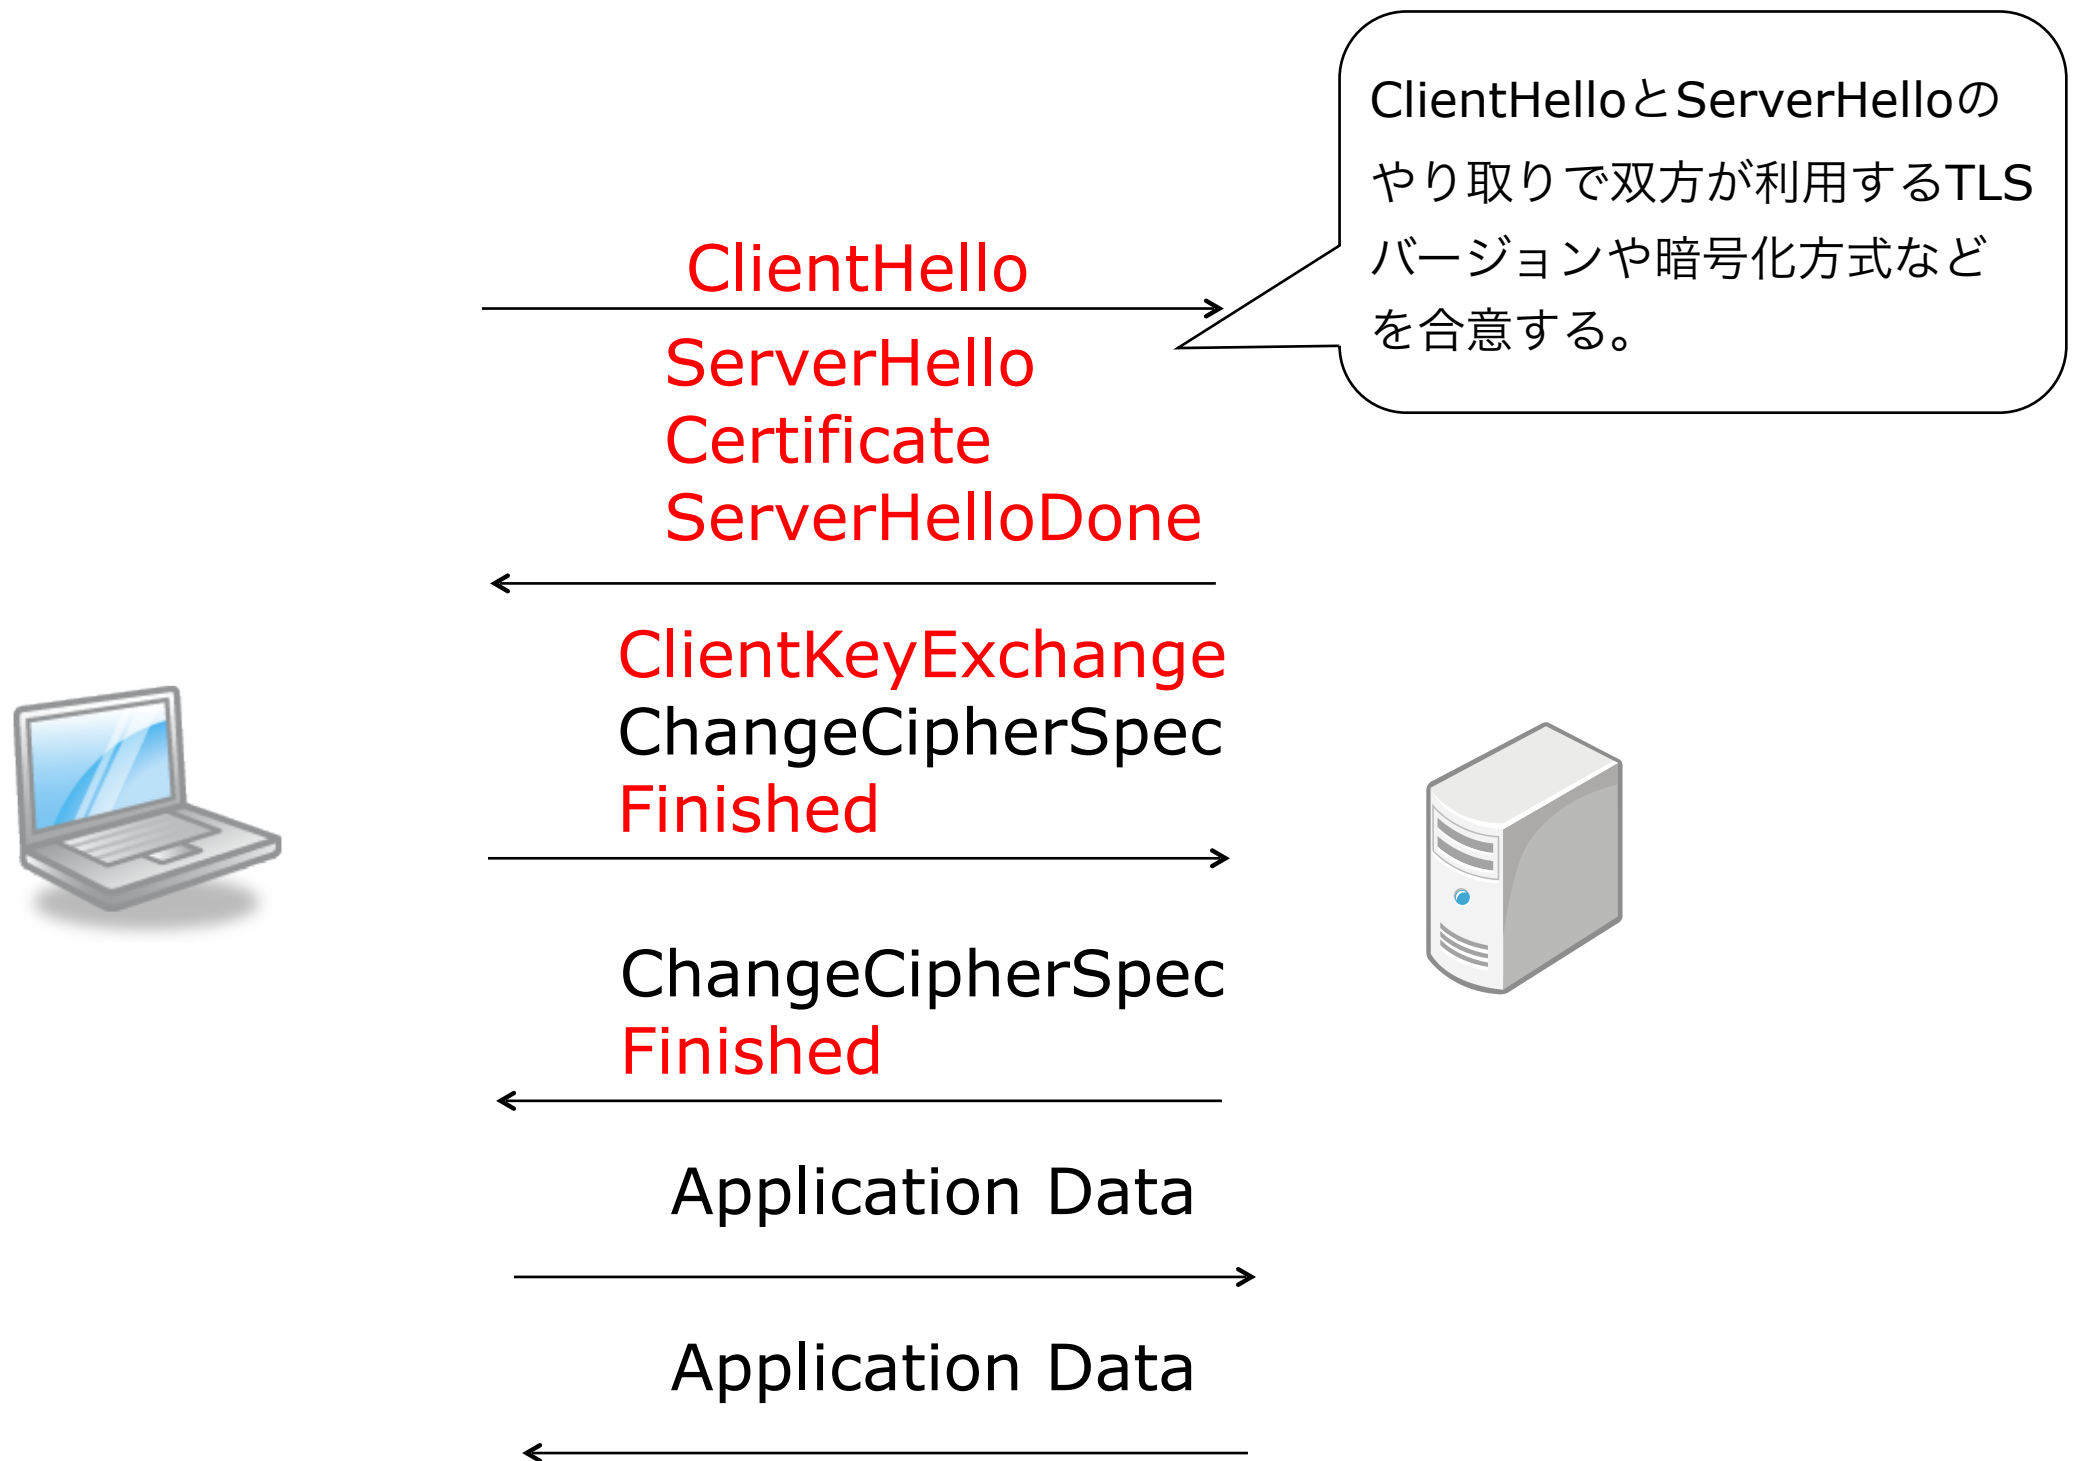 ClientHelloとServerHelloの
やり取りで双方が利用するTLS
バージョンや暗号化方式など
を合意する。
ClientHello
ServerHello
Certificate
ServerHelloDone
ClientKeyExchange
ChangeCipherSpec
Finished
ChangeCipherSpec
Finished
Application Data
Application Data